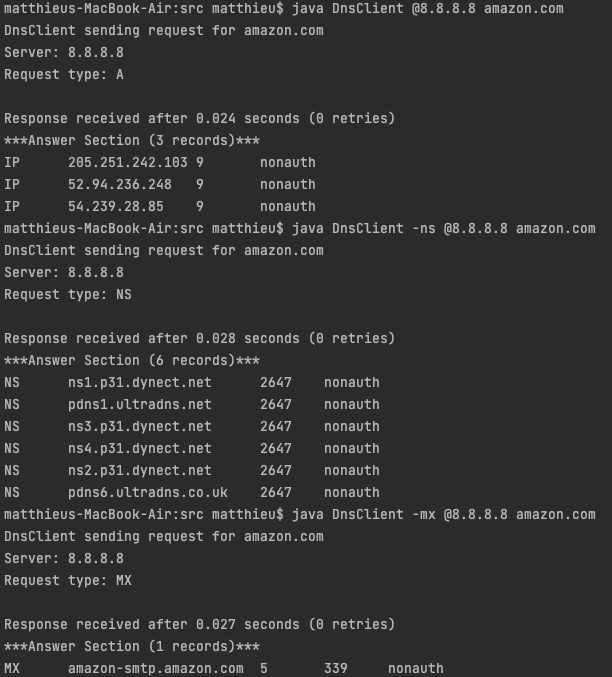 matthieus-MacBook-Air:src matthieu$ java DnsClient @8.8.8.8 amazon.com
DnsClient sending request for amazon.com
Server: 8.8.8.8
Request type: A

Response received after 0.024 seconds (0 retries)
***Answer Section (3 records)***
IP      205.251.242.103 9       nonauth
IP      52.94.236.248   9       nonauth
IP      54.239.28.85    9       nonauth
matthieus-MacBook-Air:src matthieu$ java DnsClient -ns @8.8.8.8 amazon.com
DnsClient sending request for amazon.com
Server: 8.8.8.8
Request type: NS

Response received after 0.028 seconds (0 retries)
***Answer Section (6 records)***
NS      ns1.p31.dynect.net      2647    nonauth
NS      pdns1.ultradns.net      2647    nonauth
NS      ns3.p31.dynect.net      2647    nonauth
NS      ns4.p31.dynect.net      2647    nonauth
NS      ns2.p31.dynect.net      2647    nonauth
NS      pdns6.ultradns.co.uk    2647    nonauth
matthieus-MacBook-Air:src matthieu$ java DnsClient -mx @8.8.8.8 amazon.com
DnsClient sending request for amazon.com
Server: 8.8.8.8
Request type: MX

Response received after 0.027 seconds (0 retries)
***Answer Section (1 records)***
MX      amazon-smtp.amazon.com  5       339     nonauth